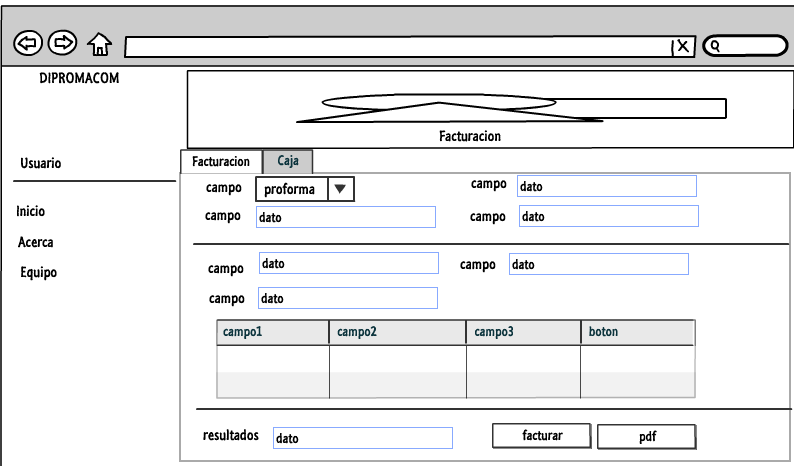 DIPROMACOM
Facturacion
Usuario
Inicio
Acerca
Equipo
Facturacion Caja
campo proforma campo dato
campo dato campo dato
campo dato campo dato
campo dato
campo1 campo2 campo3 boton
resultados dato facturar pdf